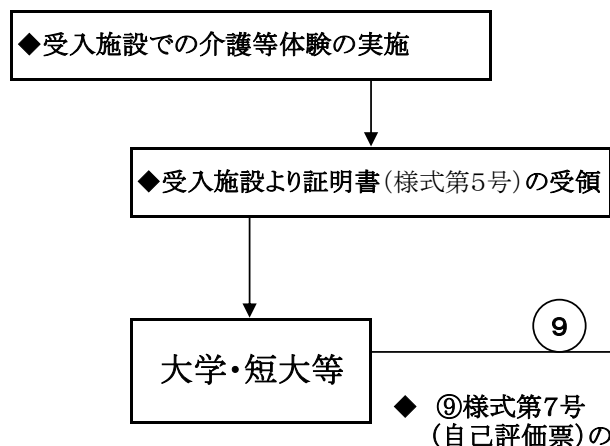 ◆受入施設での介護等体験の実施
◆受入施設より証明書(様式第5号)の受領
9
大学・短大等
◆ ⑨様式第7号
(自己評価票)の